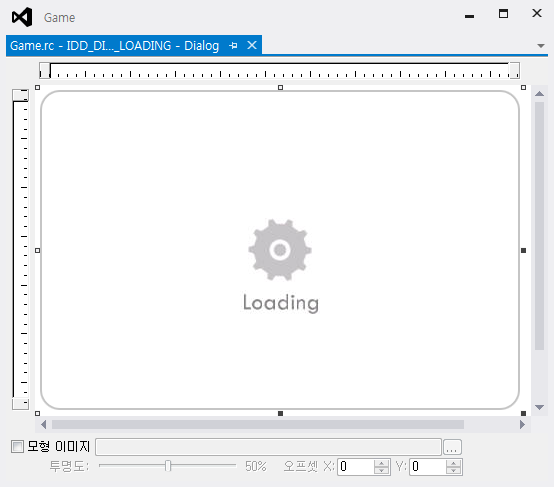 Game
Game.rc - IDD_DI..._LOADING - Dialog
Loading
모형 이미지 ...
투명도: 50% 오프셋 X: 0 Y: 0